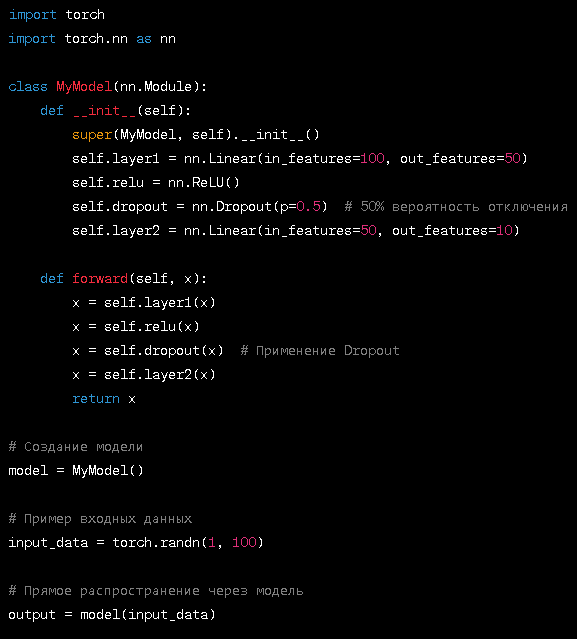 import torch
import torch.nn as nn

class MyModel(nn.Module):
    def __init__(self):
        super(MyModel, self).__init__()
        self.layer1 = nn.Linear(in_features=100, out_features=50)
        self.relu = nn.ReLU()
        self.dropout = nn.Dropout(p=0.5)  # 50% вероятность отключения
        self.layer2 = nn.Linear(in_features=50, out_features=10)

    def forward(self, x):
        x = self.layer1(x)
        x = self.relu(x)
        x = self.dropout(x)  # Применение Dropout
        x = self.layer2(x)
        return x

# Создание модели
model = MyModel()

# Пример входных данных
input_data = torch.randn(1, 100)

# Прямое распространение через модель
output = model(input_data)